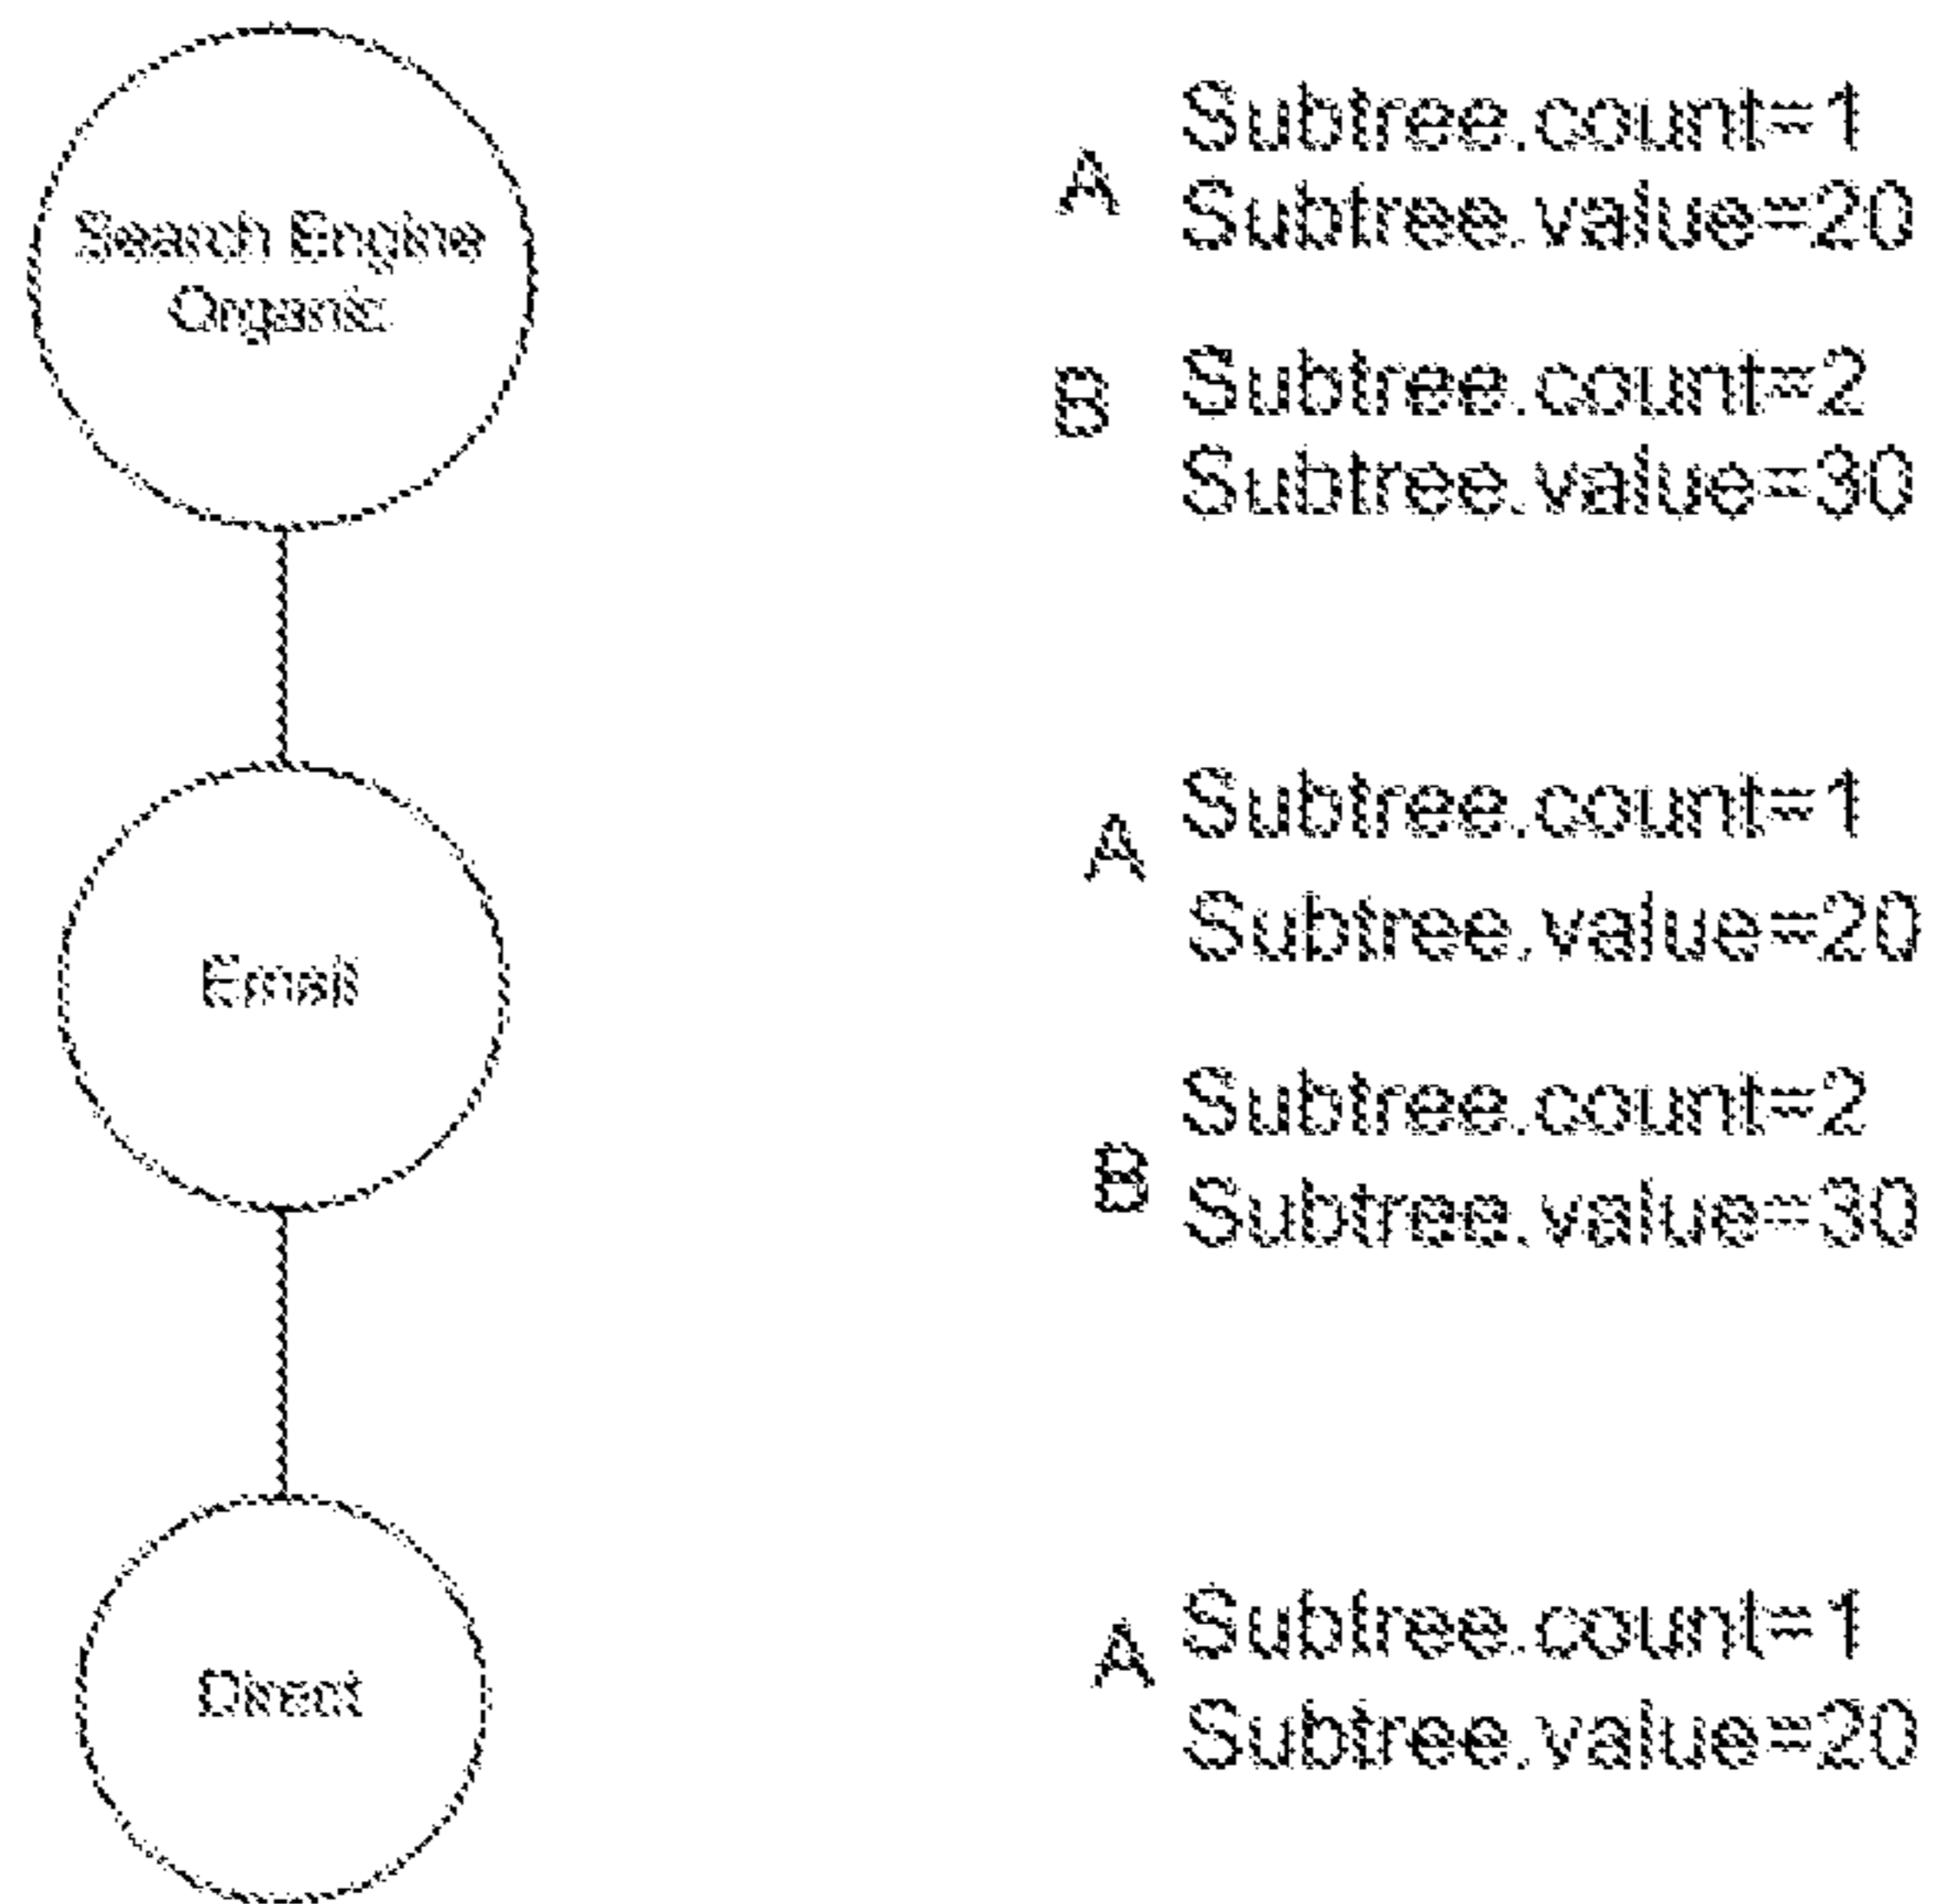 Search Engine
Organic
A
Subtree.count=1
Subtree.value=20
B
Subtree.count=2
Subtree.value=30
Email
A
Subtree.count=1
Subtree.value=20
B
Subtree.count=2
Subtree.value=30
Direct
A
Subtree.count=1
Subtree.value=20